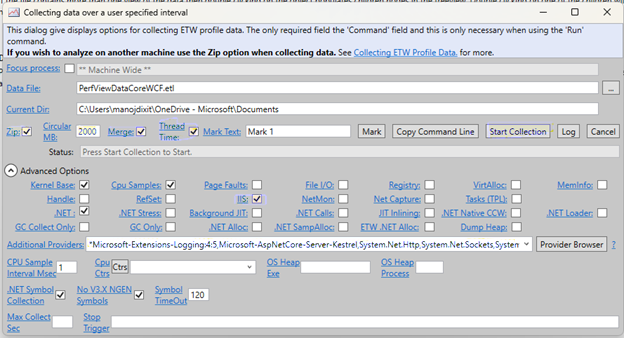 Collecting data over a user specified interval
This dialog give displays options for collecting ETW profile data. The only required field the 'Command' field and this is only necessary when using the 'Run'
command.
If you wish to analyze on another machine use the Zip option when collecting data. See Collecting ETW Profile Data. for more.
Focus process: ** Machine Wide **
Data File: PerfViewDataCoreWCF.etl ...
Current Dir: C:\Users\manojdixit\OneDrive - Microsoft\Documents
Zip: Circular MB: 2000 Merge: Thread Time: Mark Text: Mark 1 Mark Copy Command Line Start Collection Log Cancel
Status: Press Start Collection to Start.
Advanced Options
Kernel Base: Cpu Samples: Page Faults: File I/O: Registry: VirtAlloc: MemInfo:
Handle: RefSet: IIS: NetMon: Net Capture: Tasks (TPL):
.NET : .NET Stress: Background JIT: .NET Calls: JIT Inlining: .NET Native CCW: .NET Loader:
GC Collect Only: GC Only: .NET Alloc: .NET SampAlloc: ETW .NET Alloc: Dump Heap:
Additional Providers: *Microsoft-Extensions-Logging:4:5,Microsoft-AspNetCore-Server-Kestrel,System.Net.Http,System.Net.Sockets,System Provider Browser ?
CPU Sample Interval Msec 1 Cpu Ctrs Ctrs OS Heap Exe OS Heap Process
.NET Symbol Collection No V3.X NGEN Symbols Symbol TimeOut 120
Max Collect Sec Stop Trigger